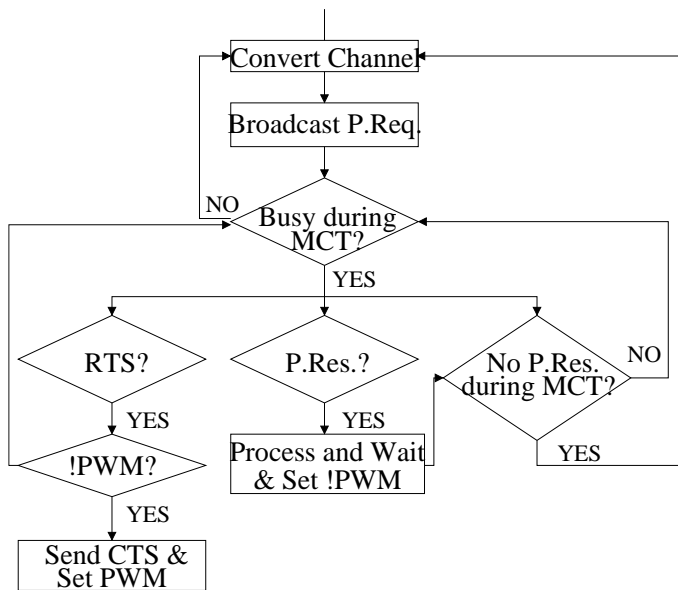 Convert Channel
Broadcast P.Req.
NO
Busy during
MCT?
YES
RTS?
P.Res.?
No P.Res.
during MCT?
NO
YES
YES
YES
!PWM?
Process and Wait
& Set !PWM
YES
Send CTS &
Set PWM